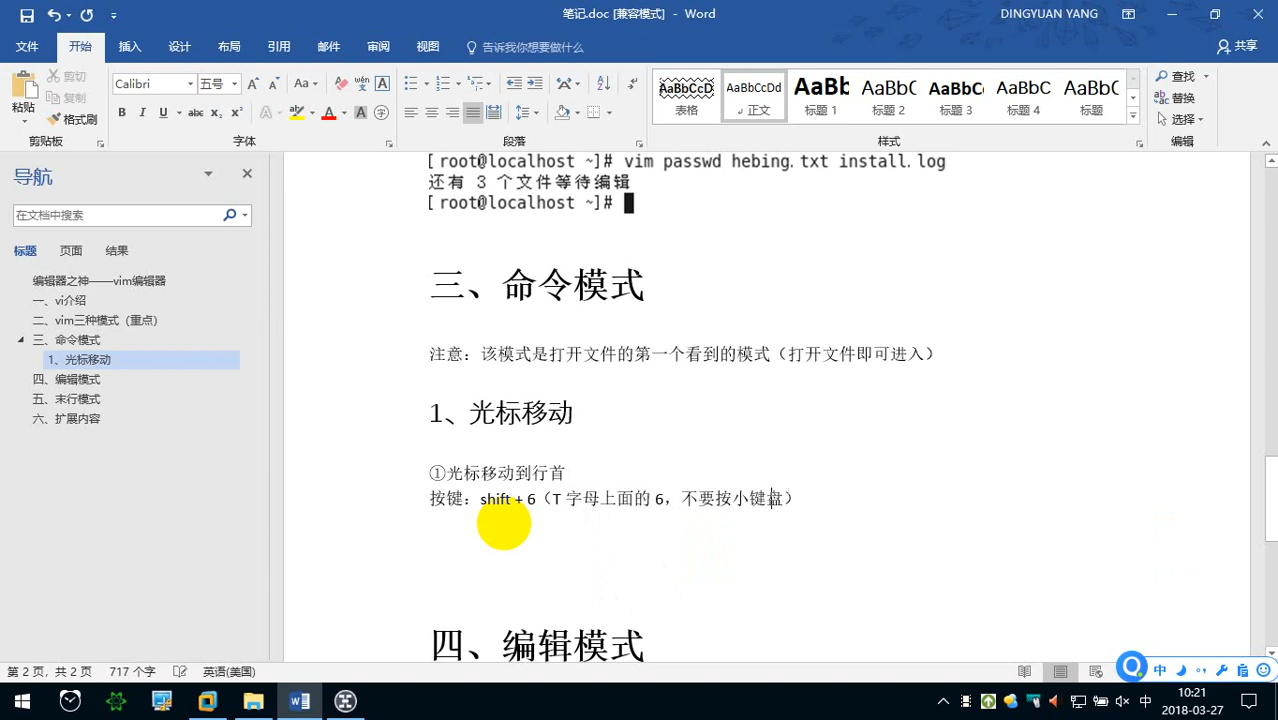 笔记.doc [兼容模式] - Word
DINGYUAN YANG
文件 开始 插入 设计 布局 引用 邮件 审阅 视图 告诉我你想要做什么 共享
粘贴
剪切
复制
格式刷
剪贴板
Calibri 五号
字体
段落
AaBbCcD 表格
AaBbCcDd 正文
AaBb 标题 1
AaBbC 标题 2
AaBbC 标题 3
AaBbC 标题 4
AaBbC 标题 5
样式
查找
替换
选择
编辑
导航
在文档中搜索
标题 页面 结果
编辑器之神——vim编辑器
一、vi介绍
二、vim三种模式（重点）
三、命令模式
1、光标移动
四、编辑模式
五、末行模式
六、扩展内容
[root@localhost ~]# vim passwd hebing.txt install.log
还有 3 个文件等待编辑
[root@localhost ~]#
三、命令模式
注意：该模式是打开文件的第一个看到的模式（打开文件即可进入）
1、光标移动
①光标移动到行首
按键：shift + 6（T 字母上面的 6，不要按小键盘）
四、编辑模式
第 2 页，共 2 页 717 个字 英语(美国)
中
中
10:21
2018-03-27